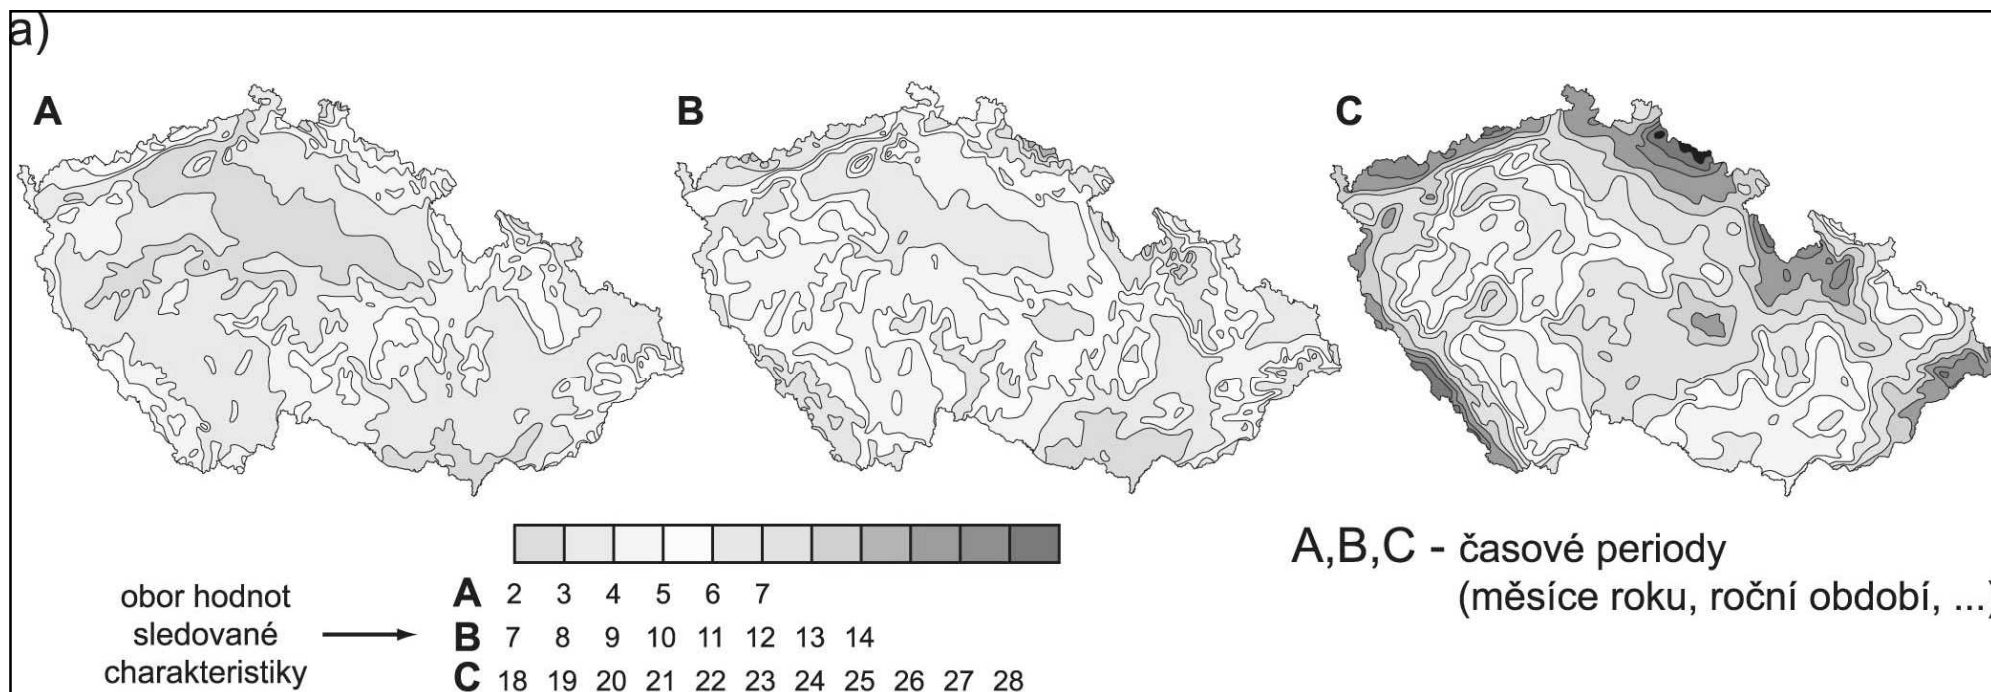 a)
A
B
C
A,B,C - časové periody
(měsíce roku, roční období, ...)
obor hodnot
sledované
charakteristiky
A 2 3 4 5 6 7
B 7 8 9 10 11 12 13 14
C 18 19 20 21 22 23 24 25 26 27 28